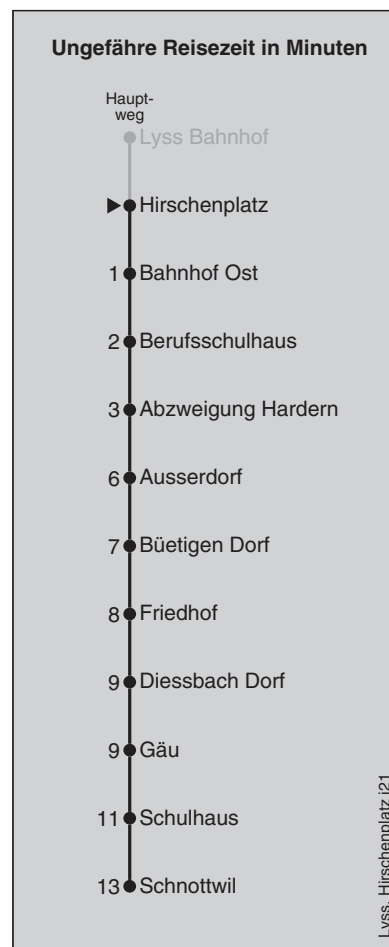 Ungefähre Reisezeit in Minuten
Haupt-
weg
Lyss Bahnhof
Hirschenplatz
1 Bahnhof Ost
2 Berufsschulhaus
3 Abzweigung Hardern
6 Ausserdorf
7 Büetigen Dorf
8 Friedhof
9 Diessbach Dorf
9 Gäu
11 Schulhaus
13 Schnottwil
Lyss, Hirschenplatz j21